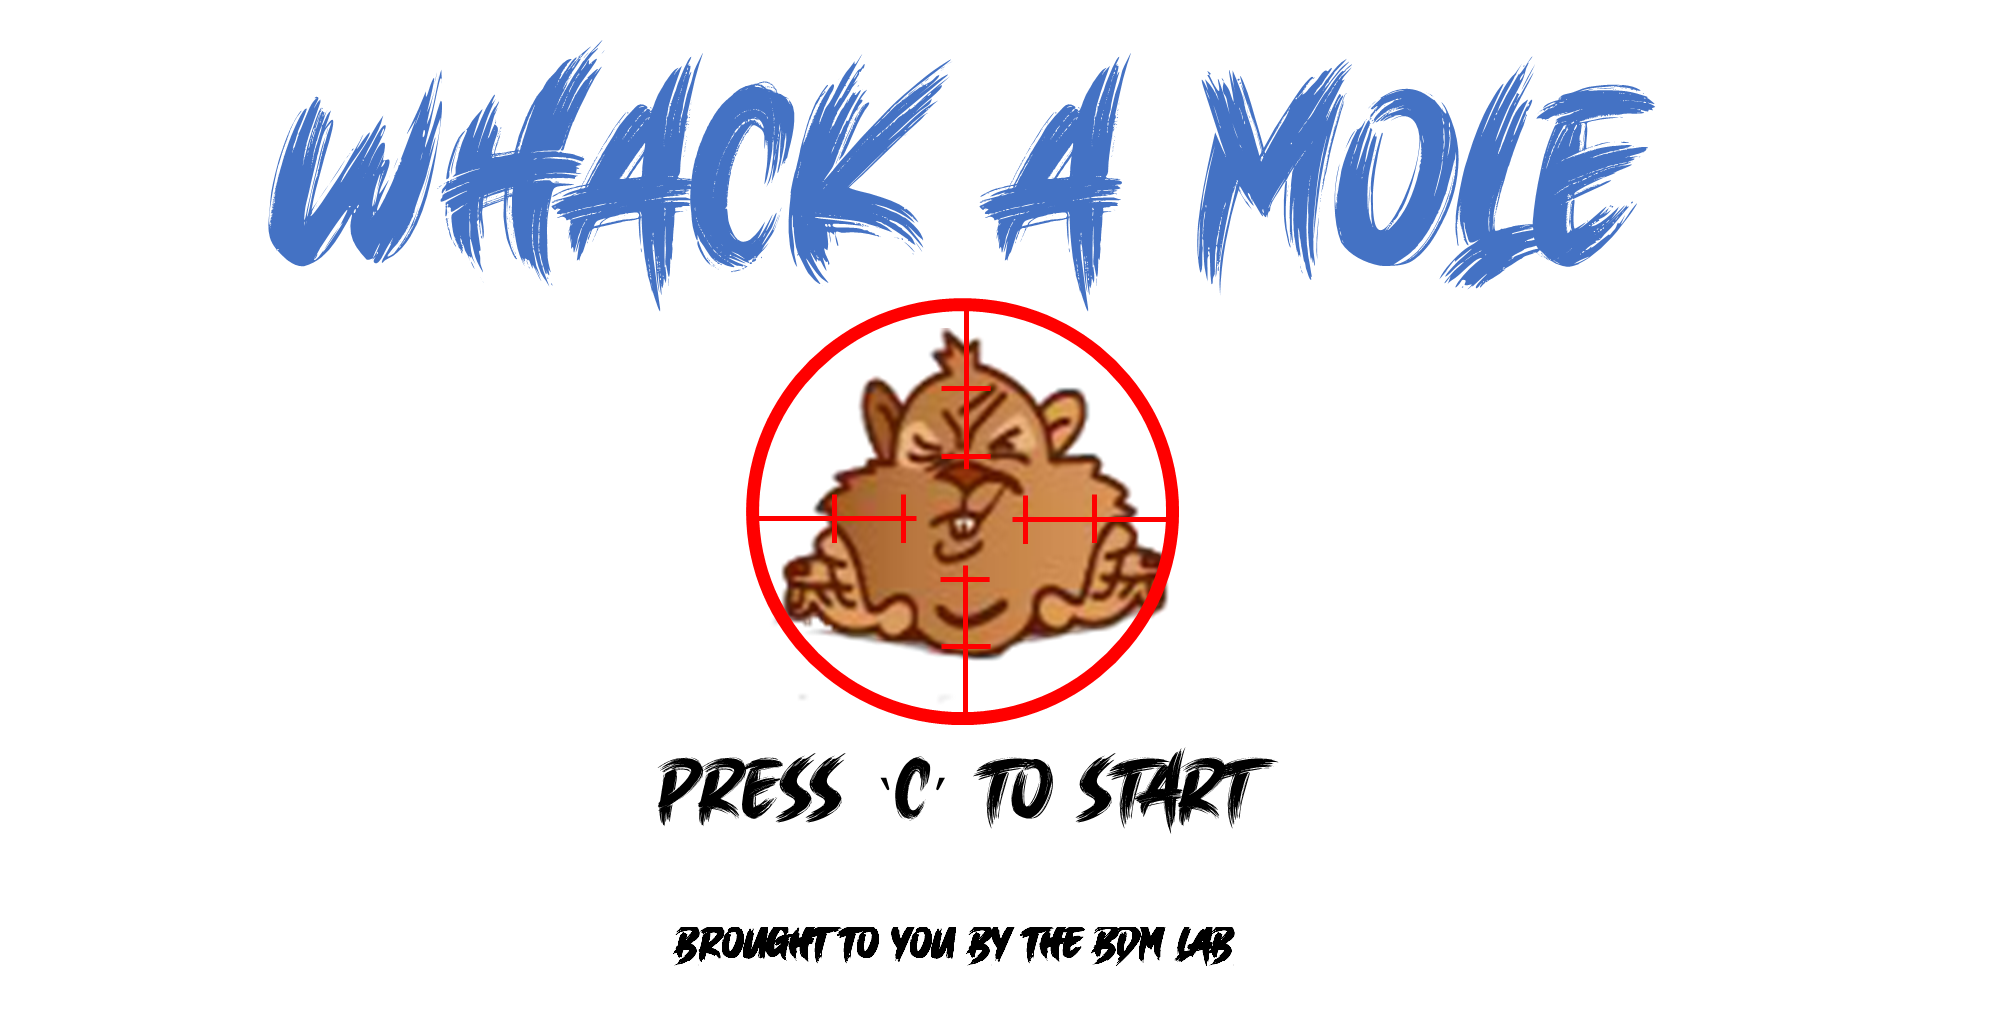 WHACK A MOLE
PRESS ‘C’ TO START
BROUGHT TO YOU BY THE BDM LAB